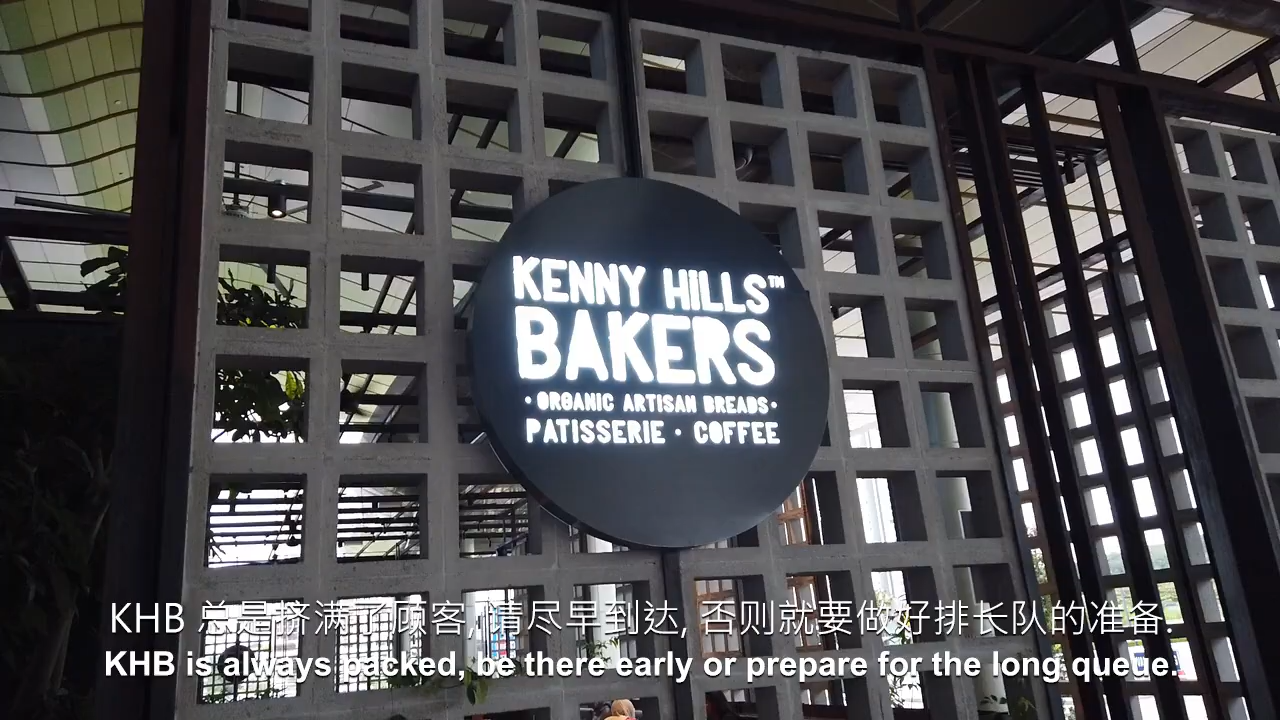 KENNY HiLLS™
BAKERS
· ORGANIC ARTISAN BREADS ·
PATISSERIE · COFFEE
KHB 总是挤满了顾客, 请尽早到达, 否则就要做好排长队的准备.
KHB is always packed, be there early or prepare for the long queue.